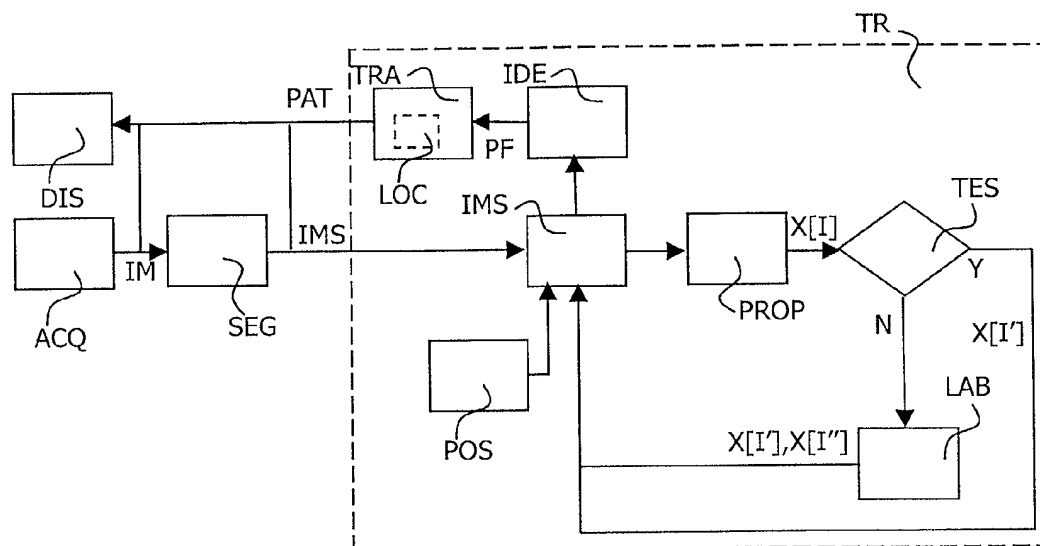 TR
TRA
IDE
PAT
PF
DIS
LOC
IMS
TES
X[I]
IMS
IM
Y
PROP
SEG
ACQ
N
X[I']
LAB
POS
X[I'],X[I"]